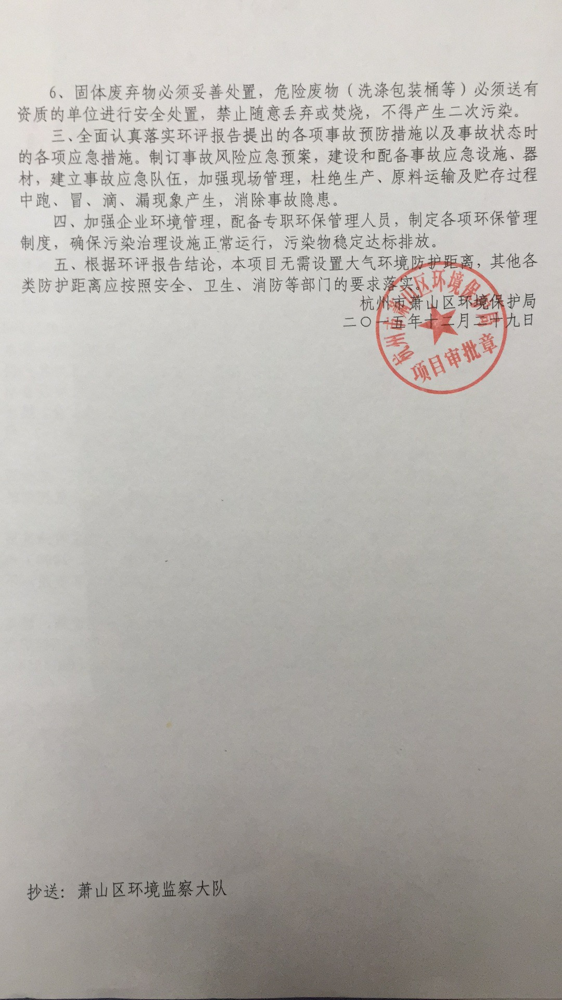 6、固体废弃物必须妥善处置，危险废物（洗涤包装桶等）必须送有
资质的单位进行安全处置，禁止随意丢弃或焚烧，不得产生二次污染。
三、全面认真落实环评报告提出的各项事故预防措施以及事故状态时
的各项应急措施。制订事故风险应急预案，建设和配备事故应急设施、器
材，建立事故应急队伍，加强现场管理，杜绝生产、原料运输及贮存过程
中跑、冒、滴、漏现象产生，消除事故隐患。
四、加强企业环境管理，配备专职环保管理人员，制定各项环保管理
制度，确保污染治理设施正常运行，污染物稳定达标排放。
五、根据环评报告结论，本项目无需设置大气环境防护距离，其他各
类防护距离应按照安全、卫生、消防等部门的要求落实。
杭州市萧山区环境保护局
二〇一五年十二月二十九日
杭州市萧山区环境保护局
项目审批章
抄送：萧山区环境监察大队